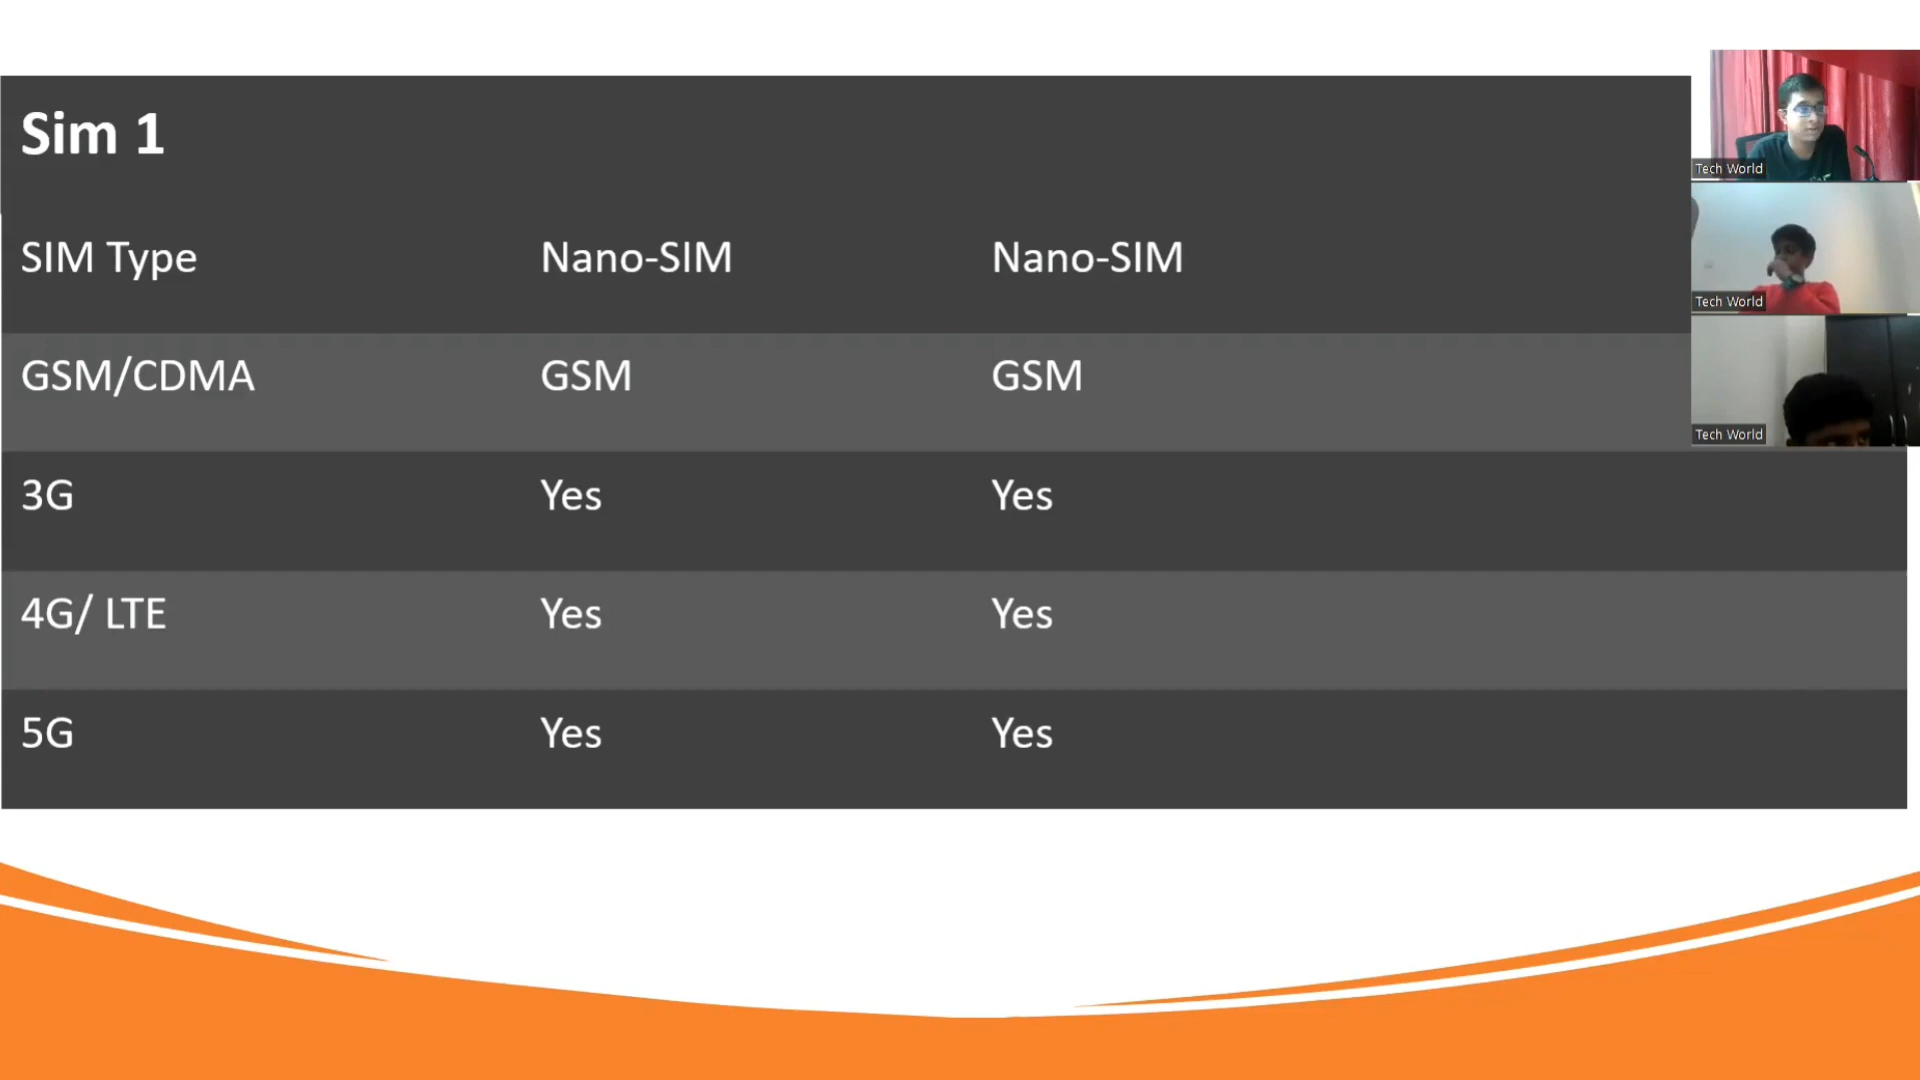 Sim 1
SIM Type Nano-SIM Nano-SIM
GSM/CDMA GSM GSM
3G Yes Yes
4G/ LTE Yes Yes
5G Yes Yes
Tech World
Tech World
Tech World